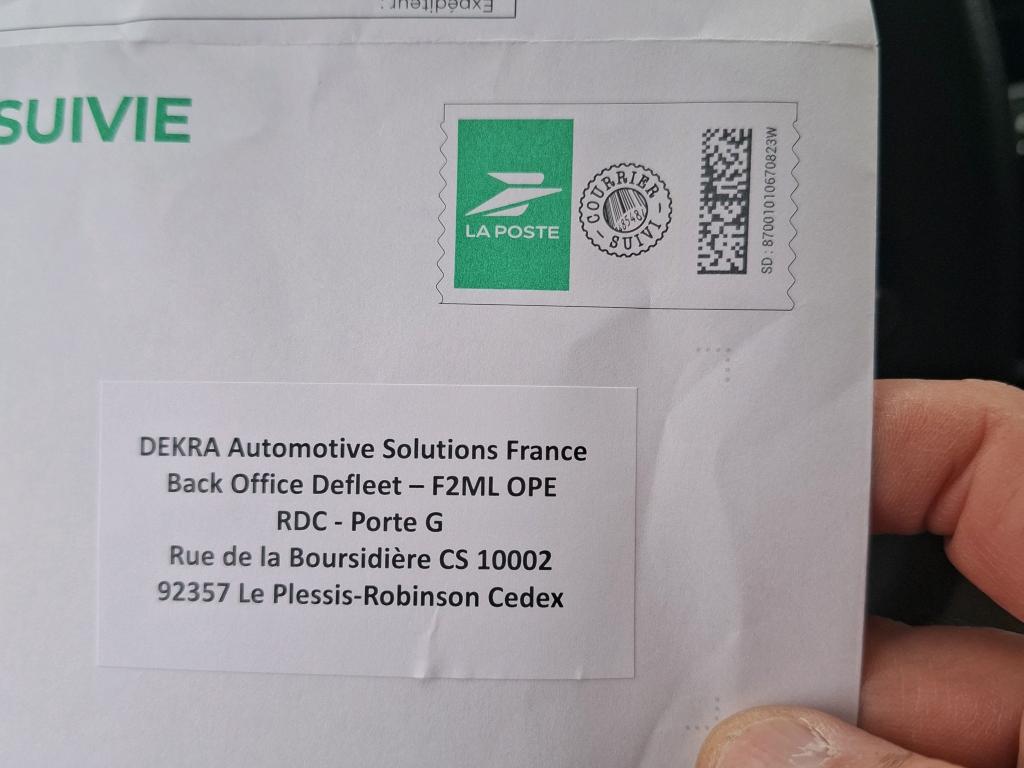 Expéditeur :
SUIVIE
LA POSTE
COURRIER
SUIVI
8548
SD : 87001010670823W
DEKRA Automotive Solutions France
Back Office Defleet – F2ML OPE
RDC - Porte G
Rue de la Boursidière CS 10002
92357 Le Plessis-Robinson Cedex